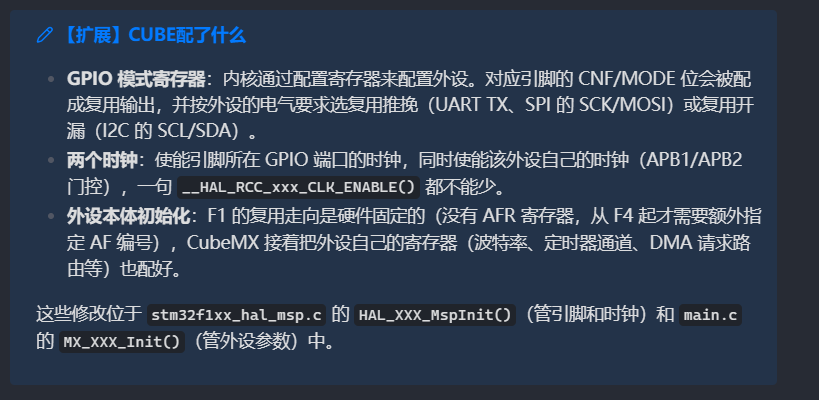 【扩展】CUBE配了什么
GPIO 模式寄存器：内核通过配置寄存器来配置外设。对应引脚的 CNF/MODE 位会被配
成复用输出，并按外设的电气要求选复用推挽（UART TX、SPI 的 SCK/MOSI）或复用开
漏（I2C 的 SCL/SDA）。
两个时钟：使能引脚所在 GPIO 端口的时钟，同时使能该外设自己的时钟（APB1/APB2
门控），一句 __HAL_RCC_xxx_CLK_ENABLE() 都不能少。
外设本体初始化：F1 的复用走向是硬件固定的（没有 AFR 寄存器，从 F4 起才需要额外指
定 AF 编号），CubeMX 接着把外设自己的寄存器（波特率、定时器通道、DMA 请求路
由等）也配好。
这些修改位于 stm32f1xx_hal_msp.c 的 HAL_XXX_MspInit()（管引脚和时钟）和 main.c
的 MX_XXX_Init()（管外设参数）中。